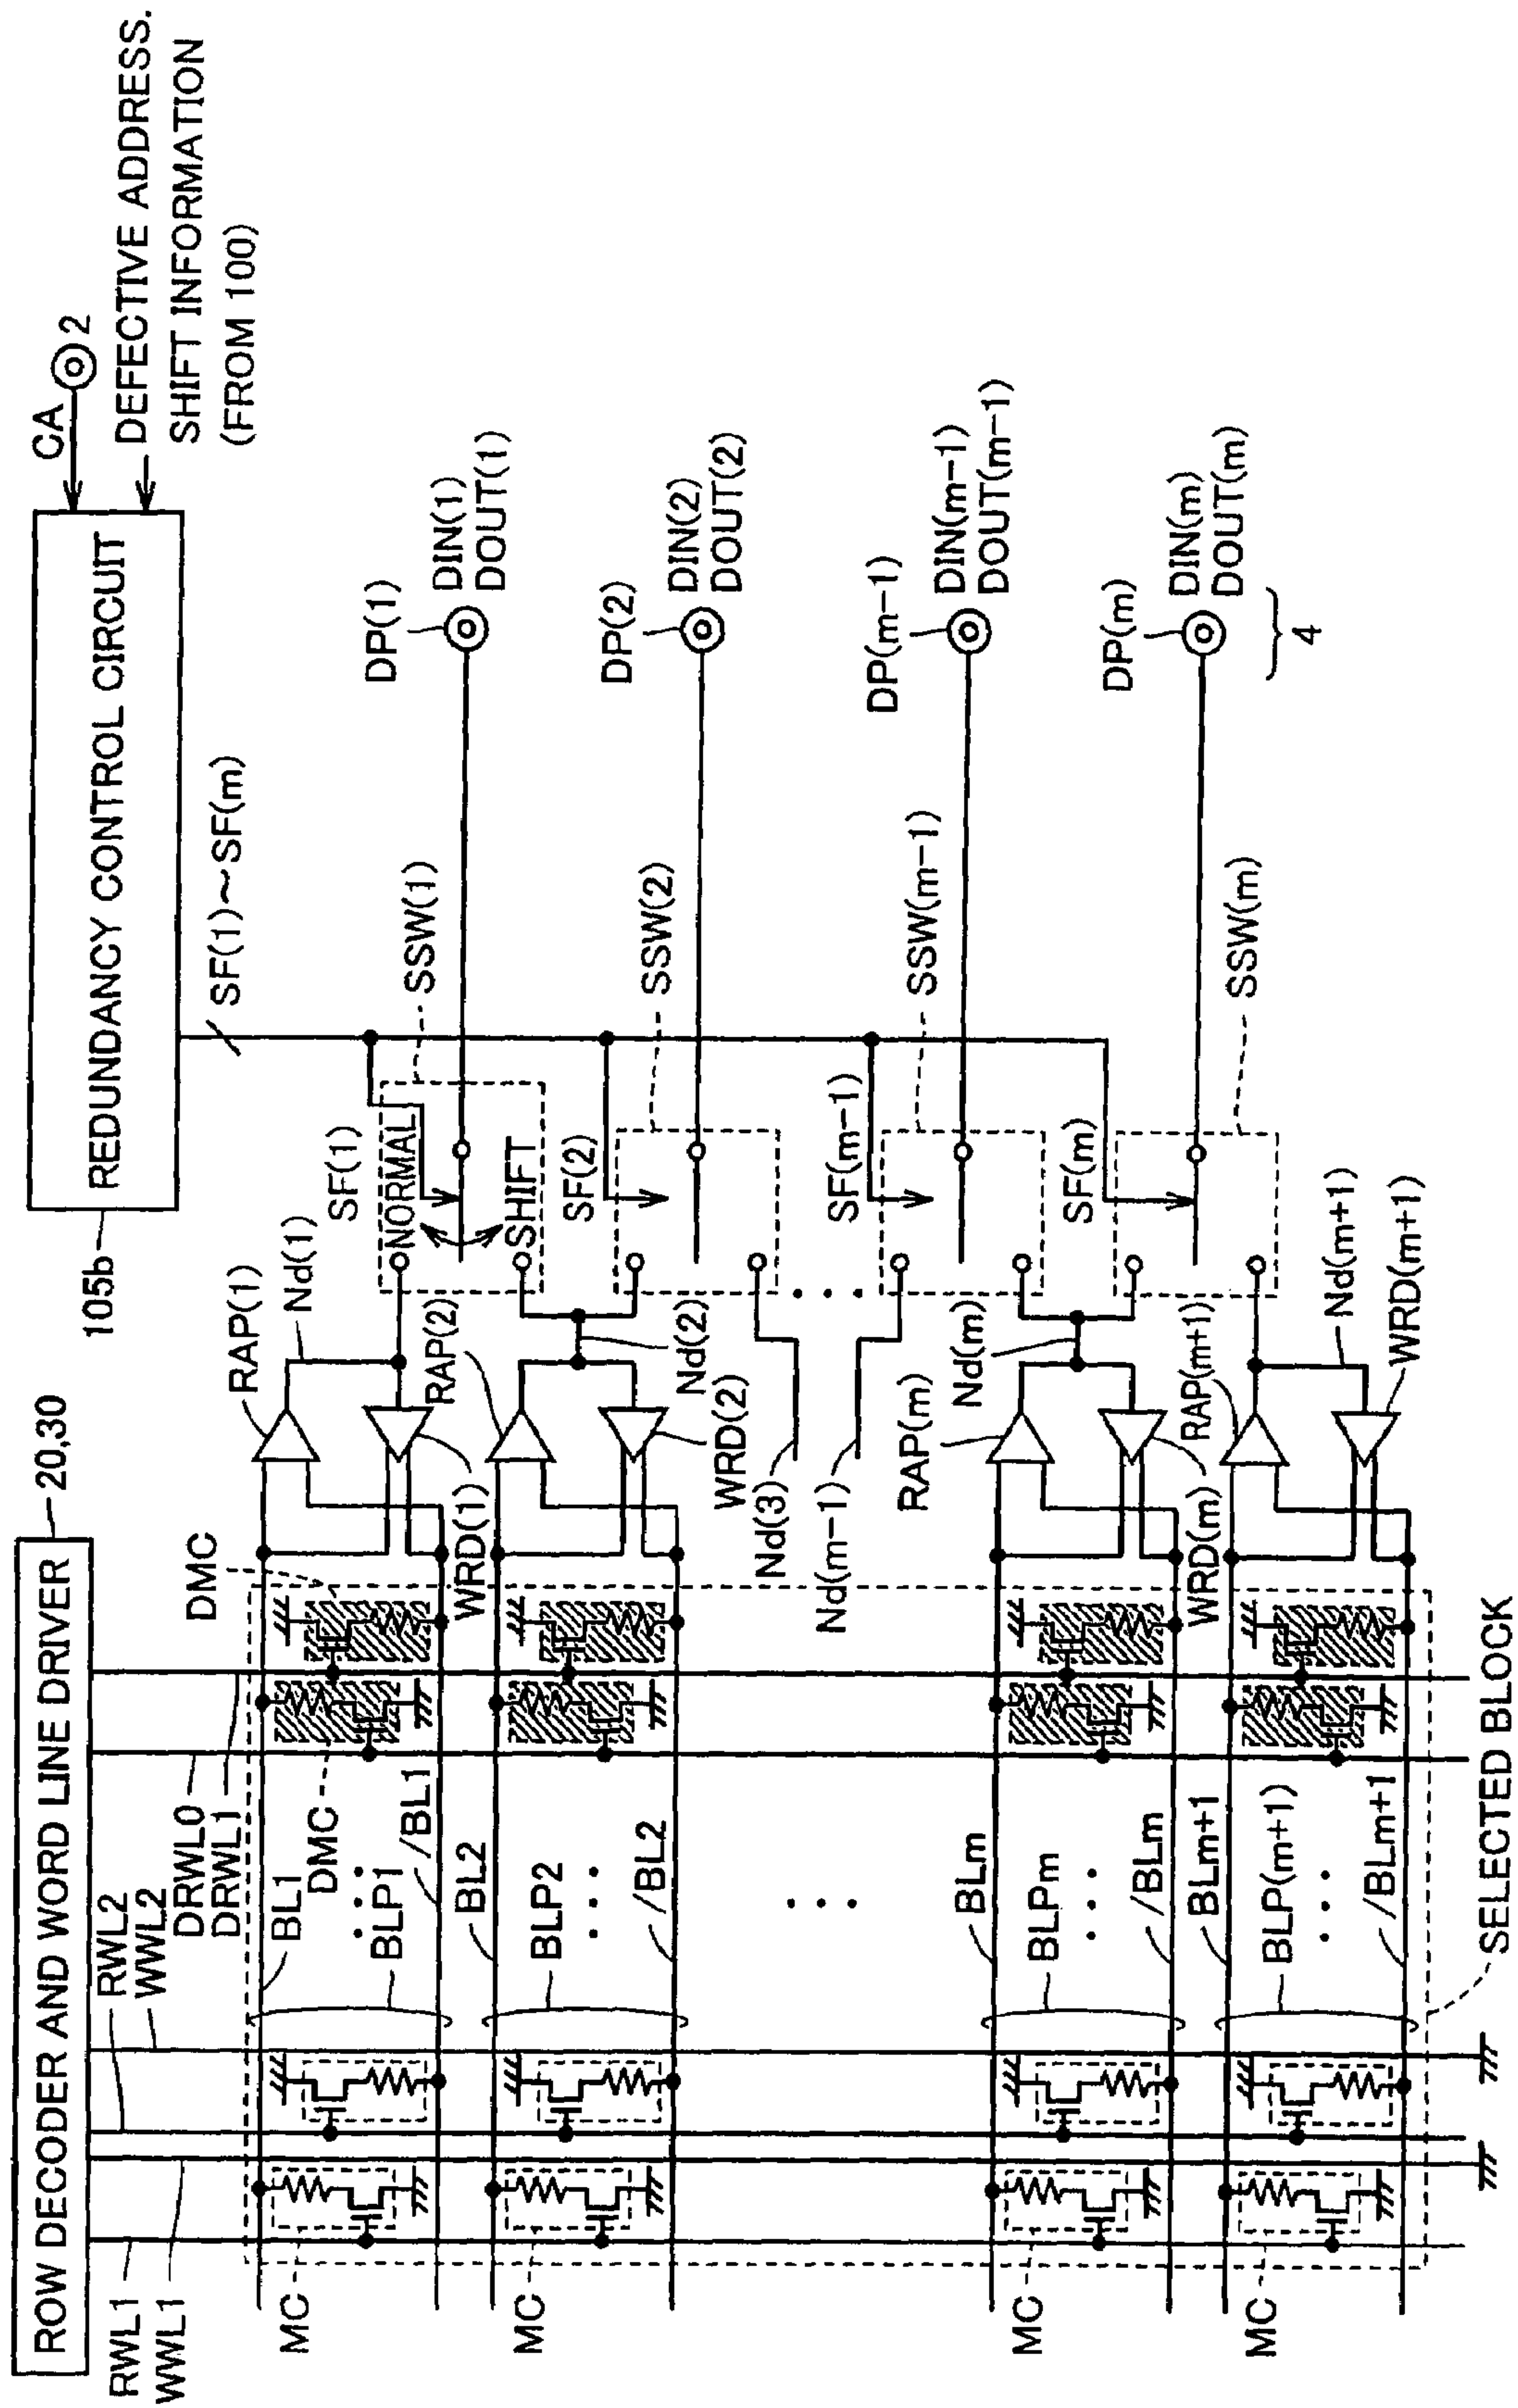 ROW DECODER AND WORD LINE DRIVER
20,30
RWL1
WWL1
RWL2
WWL2
DRWL0
DRWL1
DMC
DMC
MC
BL1
BLP1
/BL1
MC
BL2
BLP2
/BL2
MC
BLm
BLPm
/BLm
MC
BLm+1
BLP(m+1)
/BLm+1
SELECTED BLOCK
RAP(1)
Nd(1)
WRD(1)
RAP(2)
Nd(2)
WRD(2)
Nd(3)
Nd(m-1)
RAP(m)
Nd(m)
WRD(m)
RAP(m+1)
Nd(m+1)
WRD(m+1)
105b
REDUNDANCY CONTROL CIRCUIT
CA
2
DEFECTIVE ADDRESS.
SHIFT INFORMATION
(FROM 100)
SF(1)~SF(m)
SF(1)
NORMAL
SHIFT
SSW(1)
SF(2)
SSW(2)
SF(m-1)
SSW(m-1)
SF(m)
SSW(m)
DP(1)
DIN(1)
DOUT(1)
DP(2)
DIN(2)
DOUT(2)
DP(m-1)
DIN(m-1)
DOUT(m-1)
DP(m)
DIN(m)
DOUT(m)
4